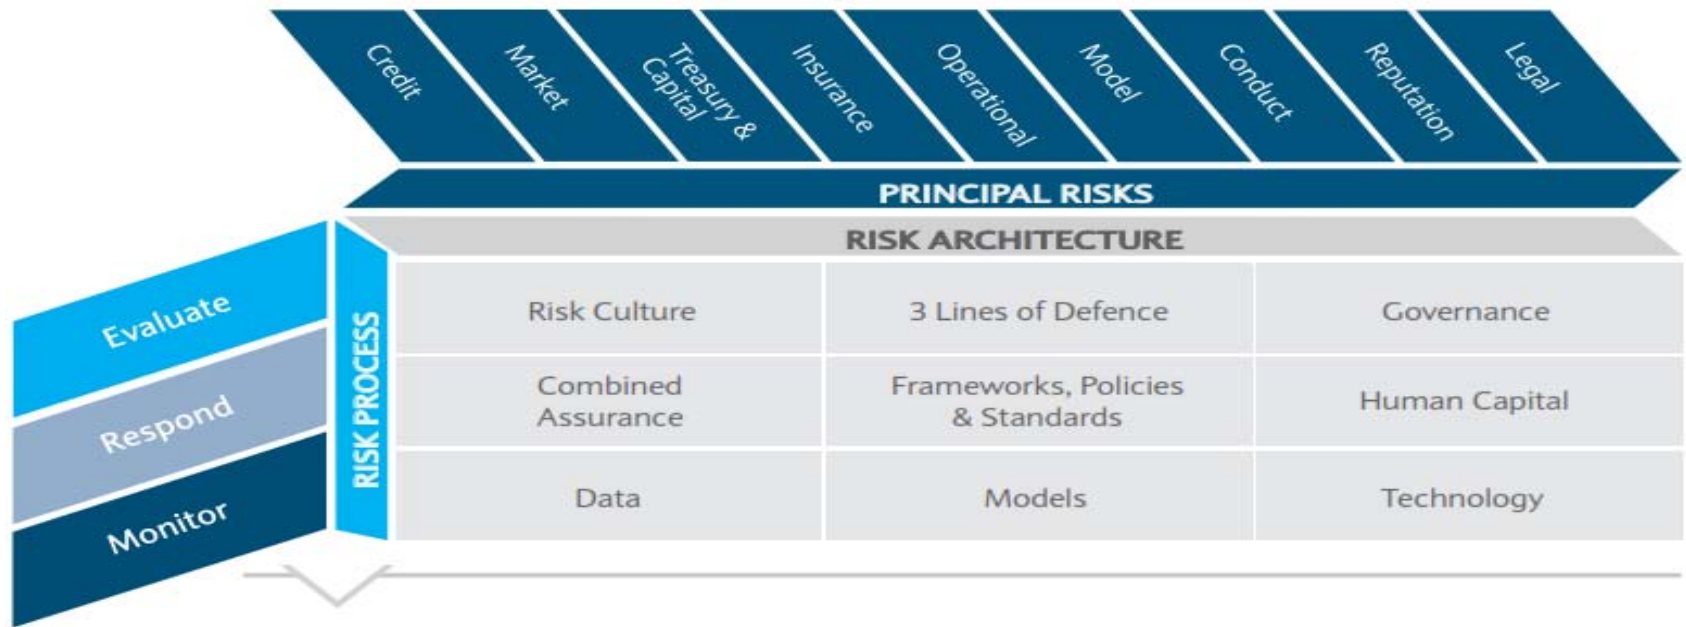 Credit
Market
Treasury &
Capital
Insurance
Operational
Model
Conduct
Reputation
Legal
PRINCIPAL RISKS
RISK ARCHITECTURE
Evaluate
Respond
Monitor
RISK PROCESS
Risk Culture
3 Lines of Defence
Governance
Combined
Assurance
Frameworks, Policies
& Standards
Human Capital
Data
Models
Technology